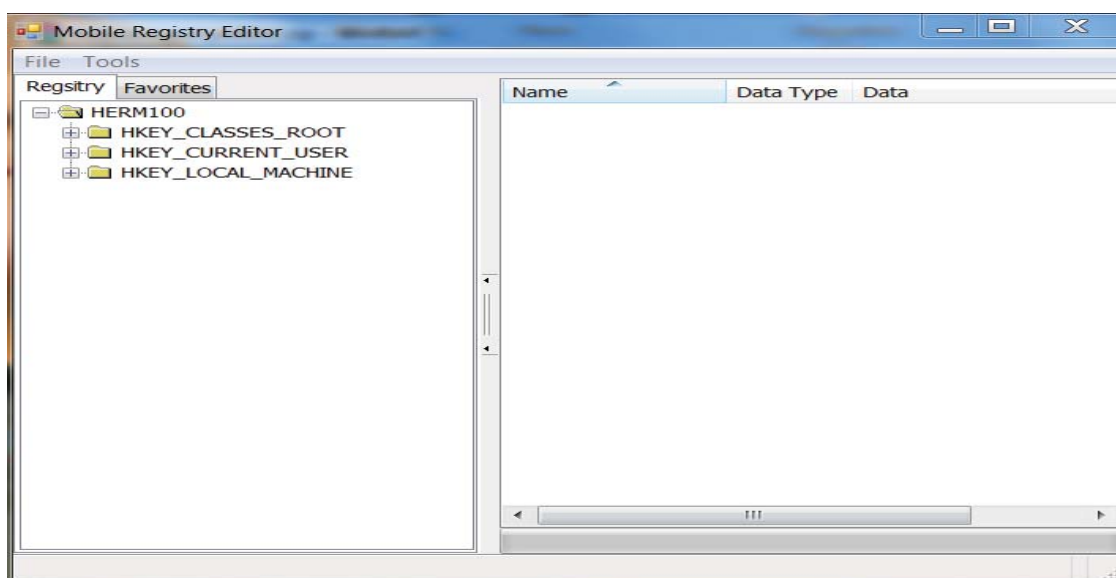 Mobile Registry Editor
File Tools
Regsitry Favorites
Name Data Type Data
HERM100
HKEY_CLASSES_ROOT
HKEY_CURRENT_USER
HKEY_LOCAL_MACHINE